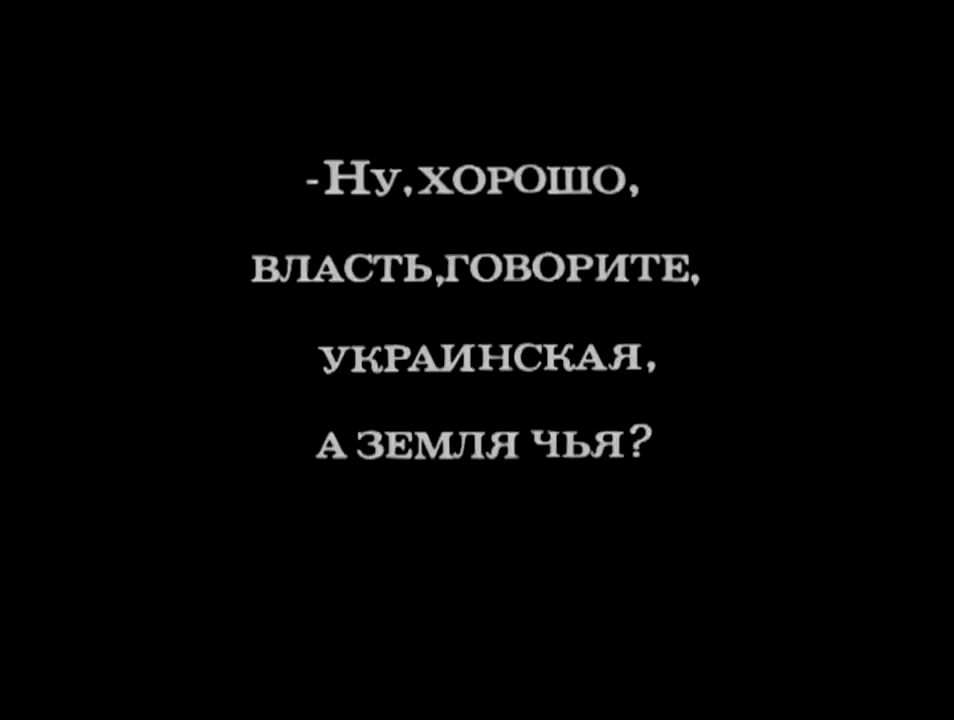 -Ну, хорошо,
власть, говорите,
украинская,
а земля чья?